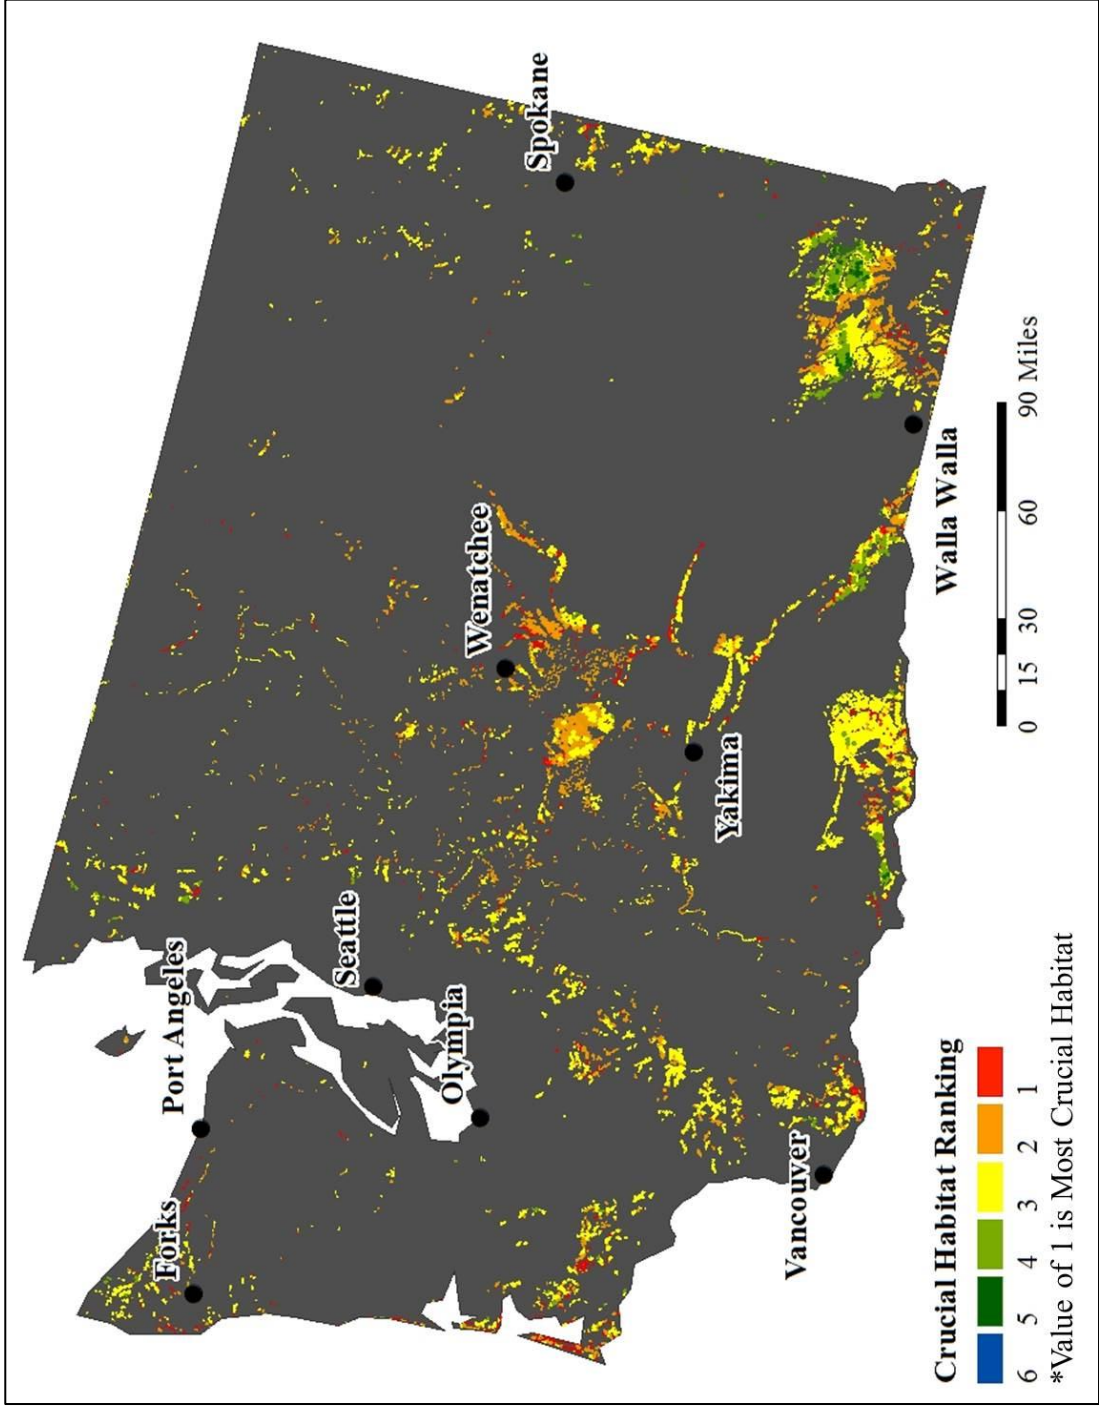 Port Angeles
Forks
Seattle
Olympia
Wenatchee
Spokane
Yakima
Vancouver
Walla Walla
0 15 30 60 90 Miles
Crucial Habitat Ranking
6 5 4 3 2 1
*Value of 1 is Most Crucial Habitat